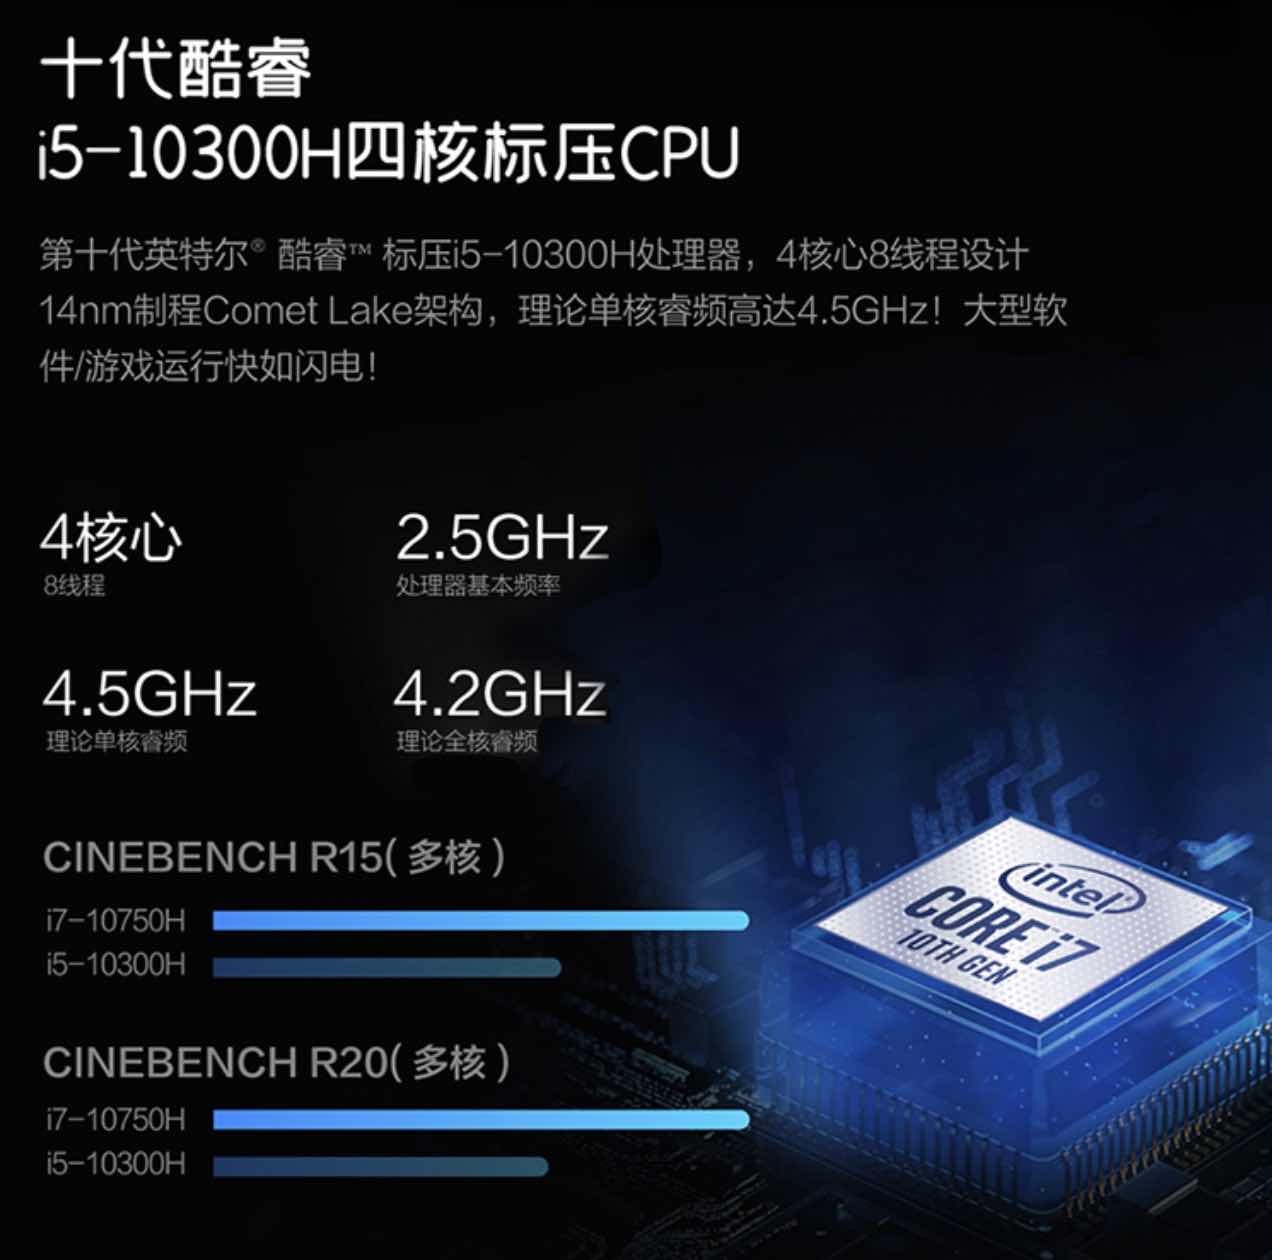 十代酷睿
i5-10300H四核标压CPU
第十代英特尔® 酷睿™ 标压i5-10300H处理器，4核心8线程设计
14nm制程Comet Lake架构，理论单核睿频高达4.5GHz！大型软
件/游戏运行快如闪电！
4核心
8线程
2.5GHz
处理器基本频率
4.5GHz
理论单核睿频
4.2GHz
理论全核睿频
CINEBENCH R15( 多核 )
i7-10750H
i5-10300H
CINEBENCH R20( 多核 )
i7-10750H
i5-10300H
intel®
CORE™ i7
10TH GEN